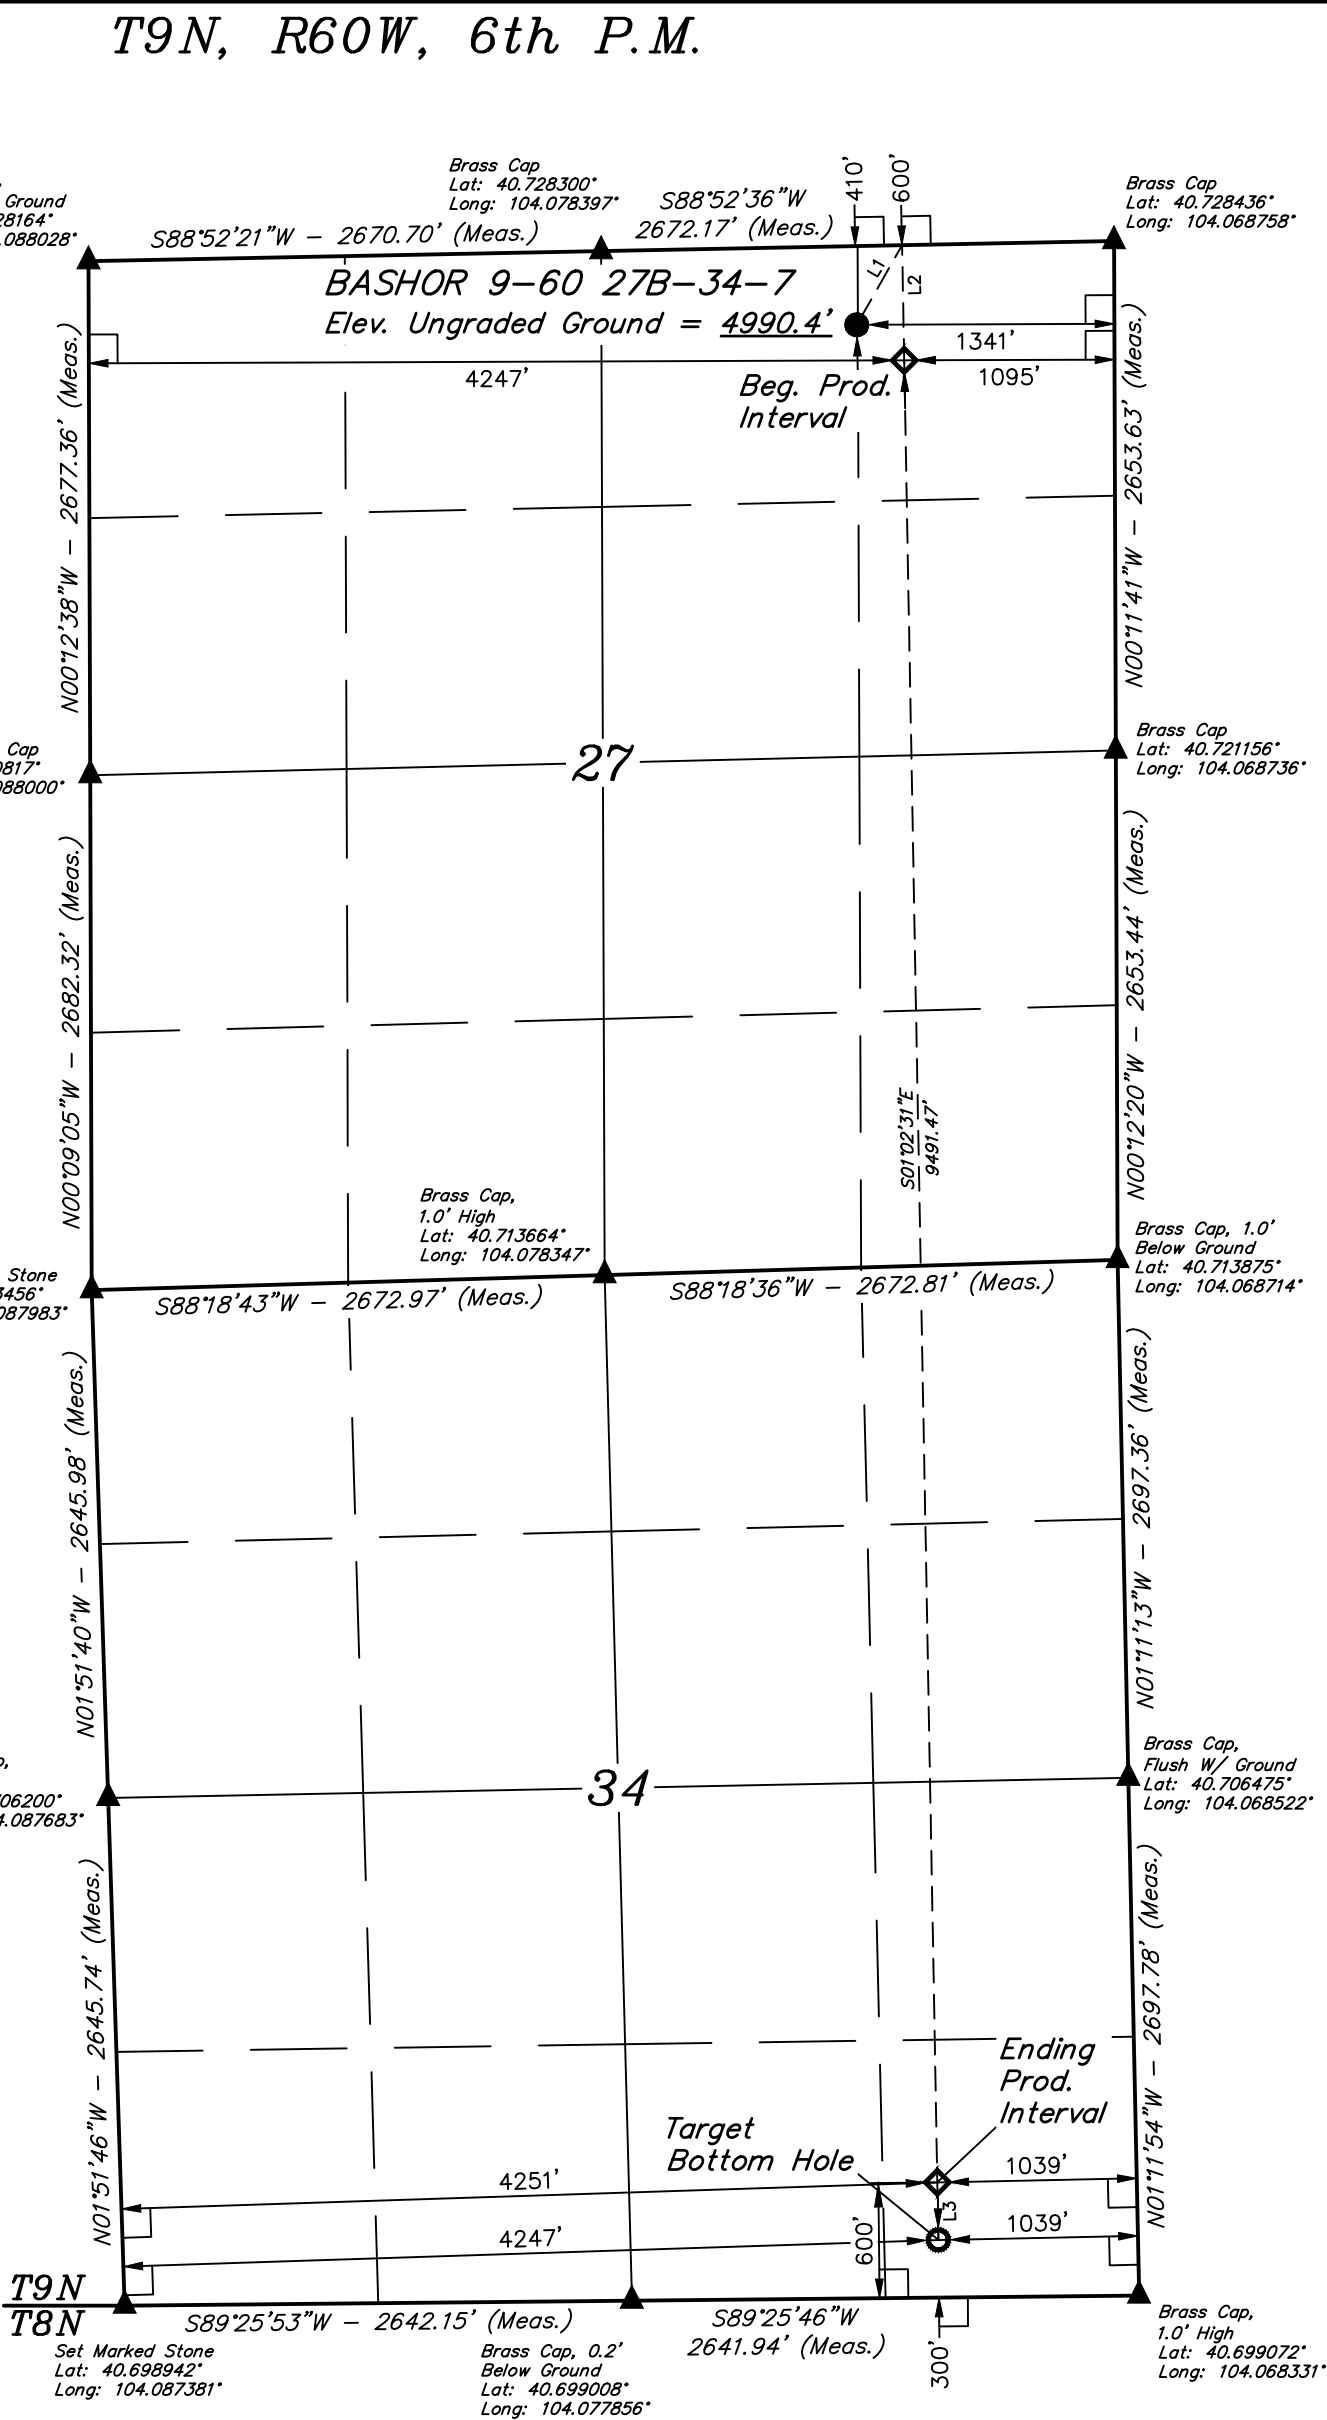 T9N, R60W, 6th P.M.
Ground
28164°
.088028°
Brass Cap
Lat: 40.728300°
Long: 104.078397°
S88°52'21"W - 2670.70' (Meas.)
S88°52'36"W
2672.17' (Meas.)
410'
600'
Brass Cap
Lat: 40.728436°
Long: 104.068758°
BASHOR 9-60 27B-34-7
Elev. Ungraded Ground = 4990.4'
L1
L2
1341'
4247'
1095'
Beg. Prod.
Interval
N00°12'38"W - 2677.36' (Meas.)
N00°11'41"W - 2653.63' (Meas.)
Cap
0817°
088000°
27
Brass Cap
Lat: 40.721156°
Long: 104.068736°
N00°09'05"W - 2682.32' (Meas.)
N00°12'20"W - 2653.44' (Meas.)
S01°02'31"E
9491.47'
Stone
3456°
087983°
Brass Cap,
1.0' High
Lat: 40.713664°
Long: 104.078347°
Brass Cap, 1.0'
Below Ground
Lat: 40.713875°
Long: 104.068714°
S88°18'43"W - 2672.97' (Meas.)
S88°18'36"W - 2672.81' (Meas.)
N01°51'40"W - 2645.98' (Meas.)
N01°11'13"W - 2697.36' (Meas.)
06200°
4.087683°
34
Brass Cap,
Flush W/ Ground
Lat: 40.706475°
Long: 104.068522°
N01°51'46"W - 2645.74' (Meas.)
N01°11'54"W - 2697.78' (Meas.)
Ending
Prod.
Interval
Target
Bottom Hole
4251'
1039'
L3
4247'
600'
1039'
T9N
T8N
S89°25'53"W - 2642.15' (Meas.)
S89°25'46"W
2641.94' (Meas.)
300'
Set Marked Stone
Lat: 40.698942°
Long: 104.087381°
Brass Cap, 0.2'
Below Ground
Lat: 40.699008°
Long: 104.077856°
Brass Cap,
1.0' High
Lat: 40.699072°
Long: 104.068331°